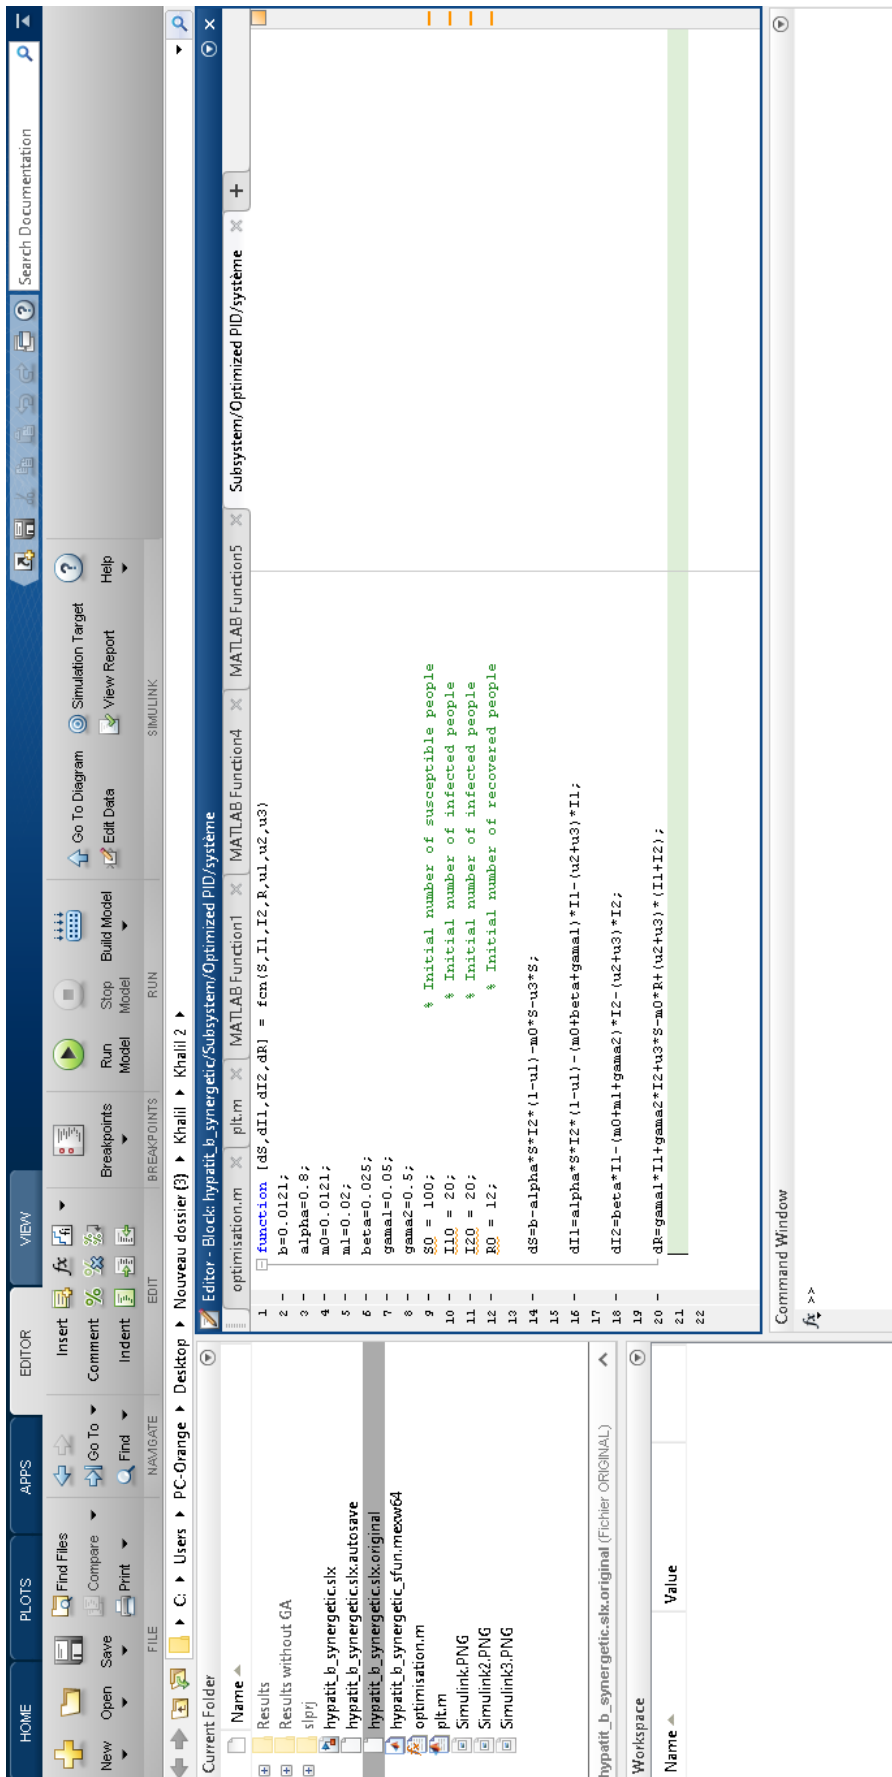 HOME PLOTS APPS EDITOR VIEW
Search Documentation
New Open Save
Find Files
Compare
Print
FILE
Go To
Find
NAVIGATE
Insert fx
Comment
Indent
EDIT
Breakpoints
BREAKPOINTS
Run Model
Stop Model
RUN
Build Model
Go To Diagram
Edit Data
Simulation Target
View Report
Help
SIMULINK
C: Users PC-Orange Desktop Nouveau dossier (3) Khalil Khalil 2
Current Folder
Name
Results
Results without GA
slprj
hypatit_b_synergetic.slx
hypatit_b_synergetic.slx.autosave
hypatit_b_synergetic.slx.original
hypatit_b_synergetic_sfun.mexw64
optimisation.m
plt.m
Simulink.PNG
Simulink2.PNG
Simulink3.PNG
hypatit_b_synergetic.slx.original (Fichier ORIGINAL)
Workspace
Name Value
Editor - Block: hypatit_b_synergetic/Subsystem/Optimized PID/système
optimisation.m plt.m MATLAB Function1 MATLAB Function4 MATLAB Function5 Subsystem/Optimized PID/système +
1 function [dS,dI1,dI2,dR] = fcn(S,I1,I2,R,u1,u2,u3)
2 - b=0.0121;
3 - alpha=0.8;
4 - m0=0.0121;
5 - m1=0.02;
6 - beta=0.025;
7 - gama1=0.05;
8 - gama2=0.5;
9 - S0 = 100; % Initial number of susceptible people
10 - I10 = 20; % Initial number of infected people
11 - I20 = 20; % Initial number of infected people
12 - R0 = 12; % Initial number of recovered people
13
14 - dS=b-alpha*S*I2*(1-u1)-m0*S-u3*S;
15
16 - dI1=alpha*S*I2*(1-u1)-(m0+beta+gama1)*I1-(u2+u3)*I1;
17
18 - dI2=beta*I1-(m0+m1+gama2)*I2-(u2+u3)*I2;
19
20 - dR=gama1*I1+gama2*I2+u3*S-m0*R+(u2+u3)*(I1+I2);
21
22
Command Window
fx >>